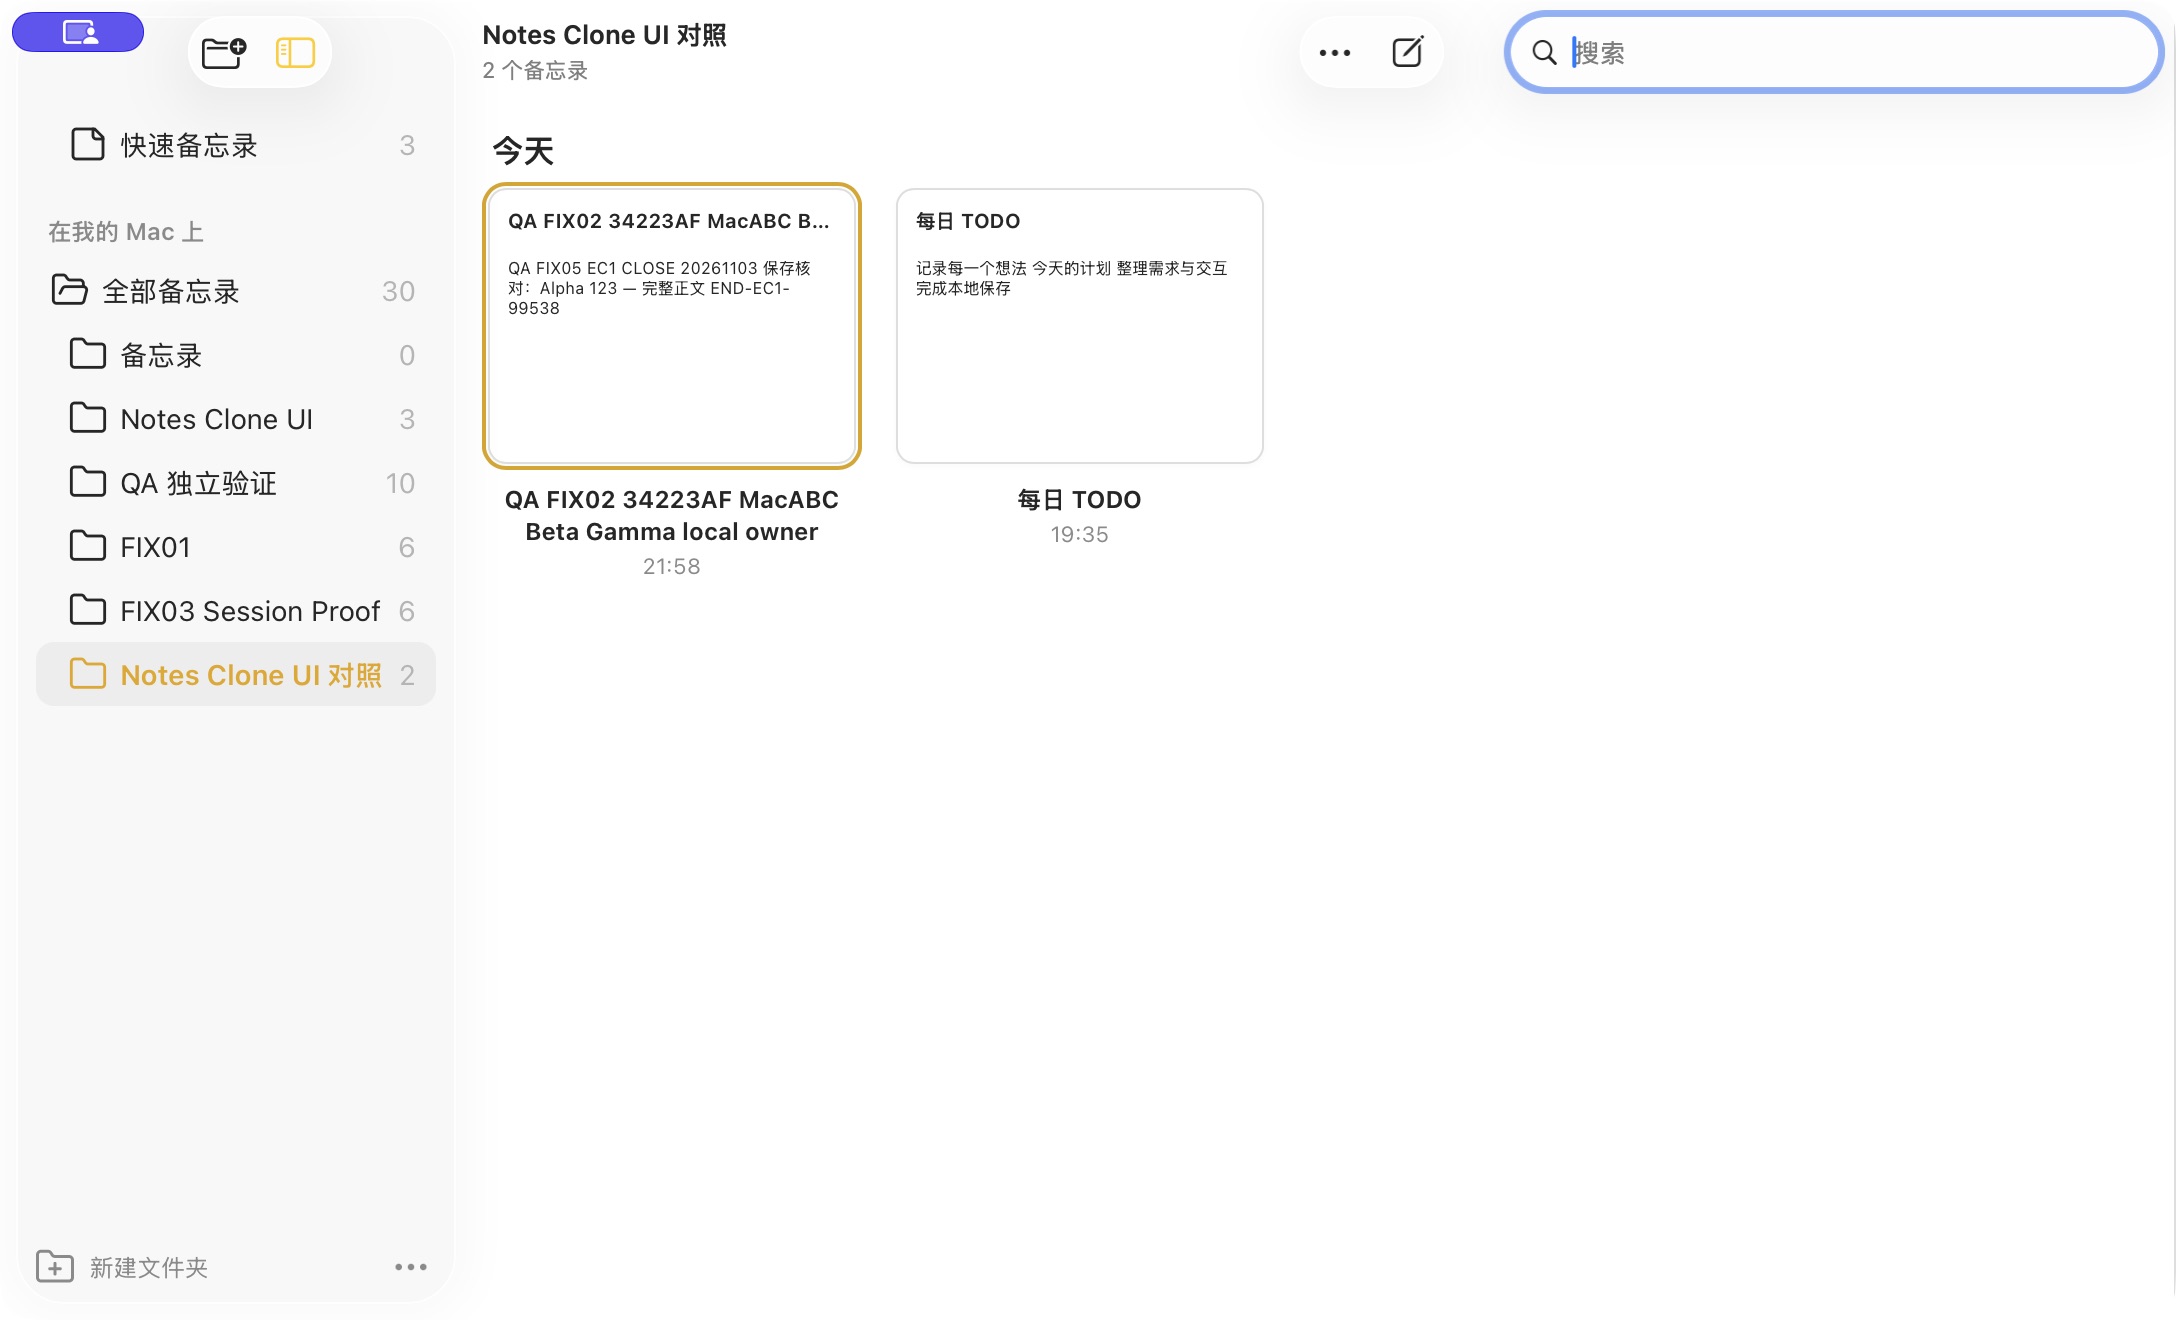 Notes Clone UI 对照
2 个备忘录
搜索
快速备忘录 3
在我的 Mac 上
全部备忘录 30
备忘录 0
Notes Clone UI 3
QA 独立验证 10
FIX01 6
FIX03 Session Proof 6
Notes Clone UI 对照 2
新建文件夹
今天
QA FIX02 34223AF MacABC B...
QA FIX05 EC1 CLOSE 20261103 保存核
对：Alpha 123 — 完整正文 END-EC1-
99538
QA FIX02 34223AF MacABC
Beta Gamma local owner
21:58
每日 TODO
记录每一个想法 今天的计划 整理需求与交互
完成本地保存
每日 TODO
19:35